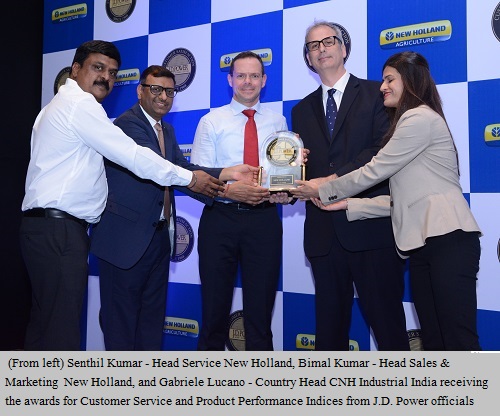 NEW HOLLAND
AGRICULTURE
NEW HOLLAND
AGRICULTURE
NEW HOLLAND
AGRICULTURE
NEW HOLLAND
AGRICULTURE
(From left) Senthil Kumar - Head Service New Holland, Bimal Kumar - Head Sales &
Marketing New Holland, and Gabriele Lucano - Country Head CNH Industrial India receiving
the awards for Customer Service and Product Performance Indices from J.D. Power officials